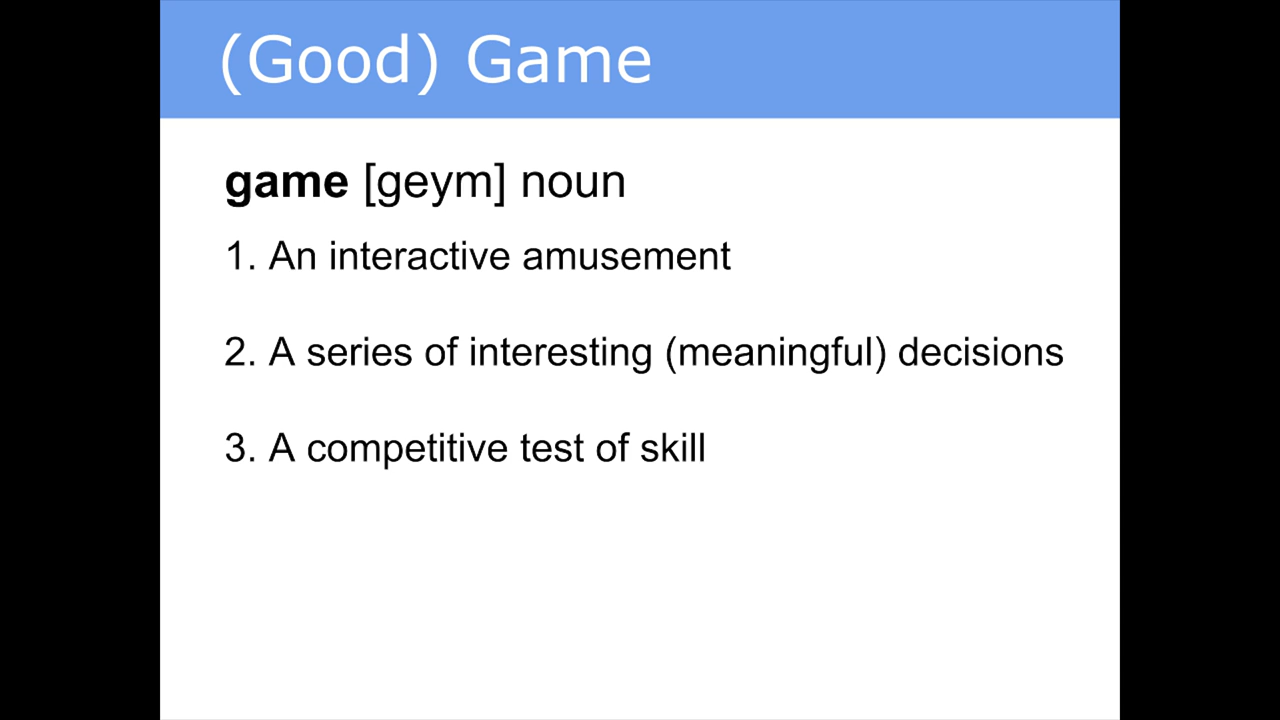 (Good) Game
game [geym] noun
1. An interactive amusement
2. A series of interesting (meaningful) decisions
3. A competitive test of skill